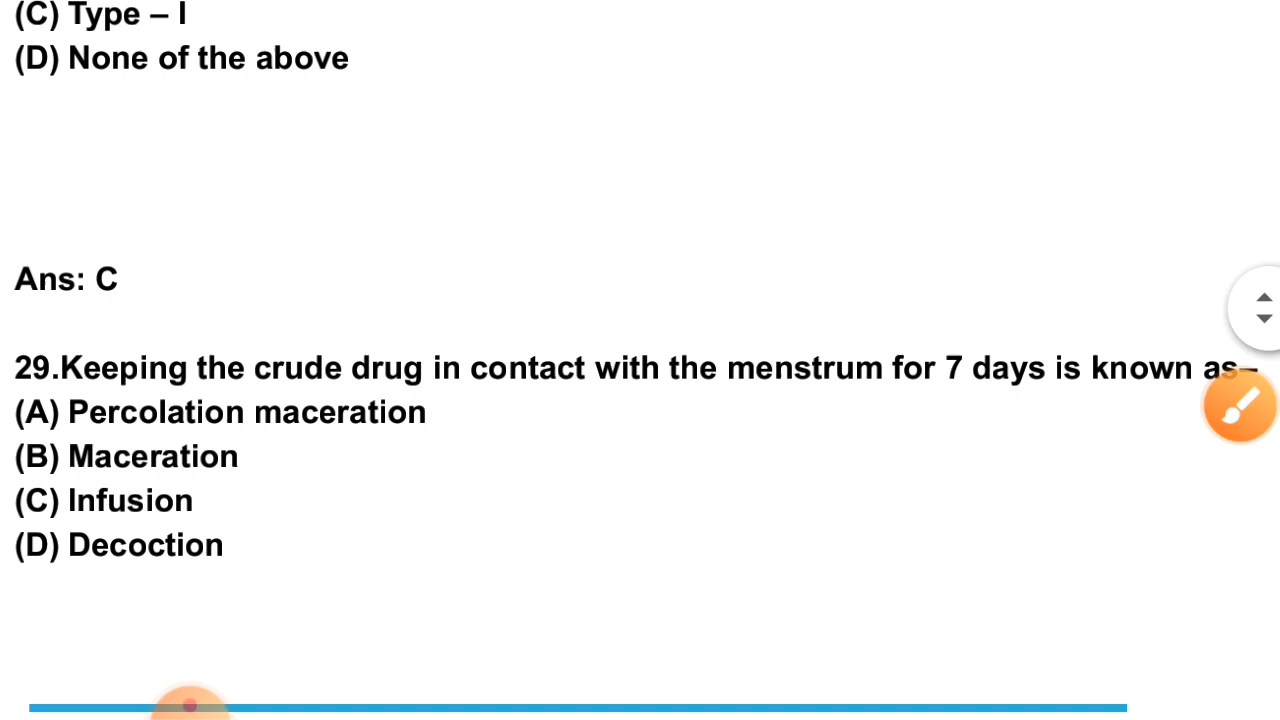 (C) Type – I
(D) None of the above
Ans: C
29.Keeping the crude drug in contact with the menstrum for 7 days is known as–
(A) Percolation maceration
(B) Maceration
(C) Infusion
(D) Decoction